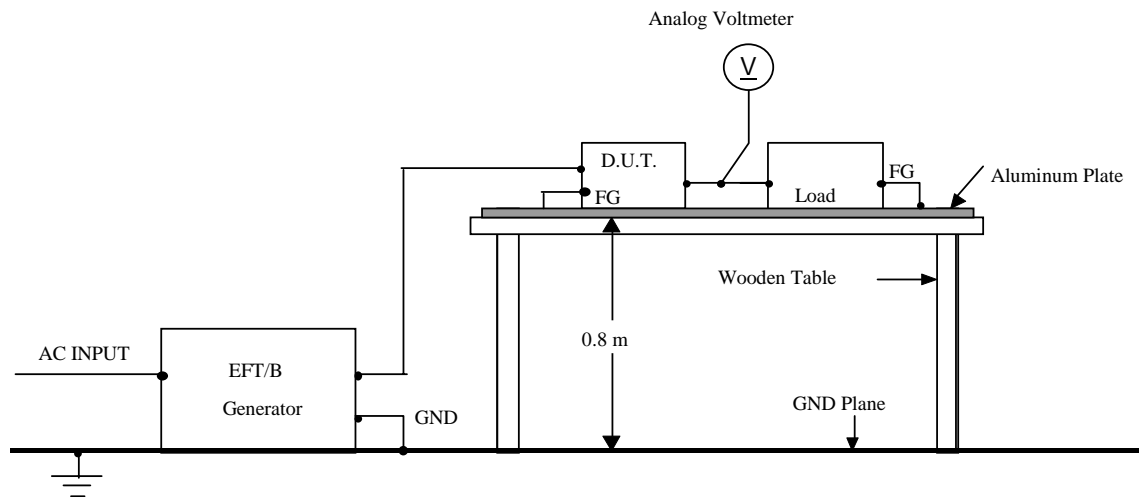 Analog Voltmeter
V
D.U.T.
FG
FG
Load
Aluminum Plate
Wooden Table
0.8 m
AC INPUT
EFT/B
Generator
GND
GND Plane